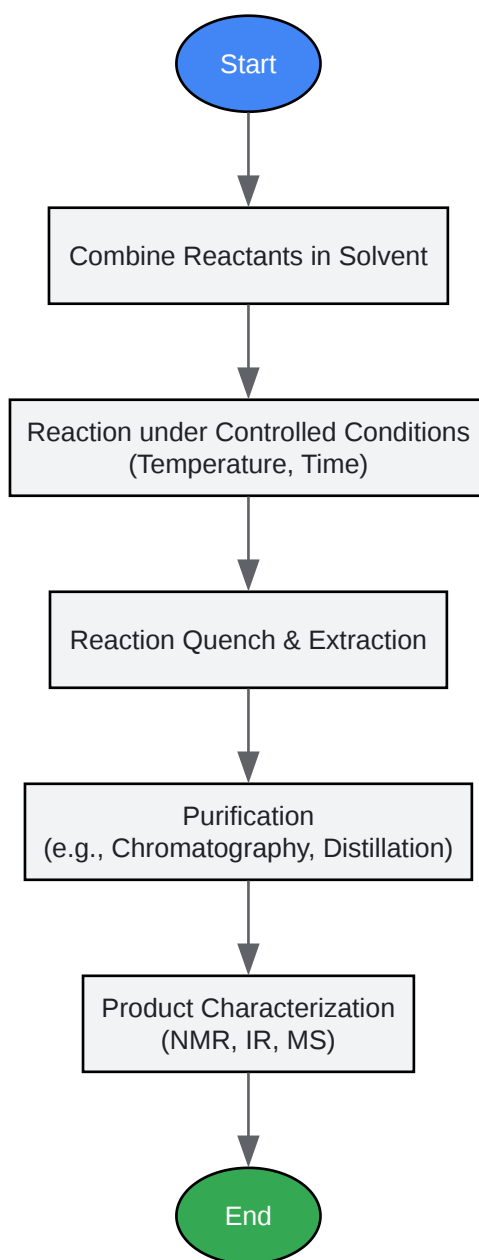 Start
Combine Reactants in Solvent
Reaction under Controlled Conditions
(Temperature, Time)
Reaction Quench & Extraction
Purification
(e.g., Chromatography, Distillation)
Product Characterization
(NMR, IR, MS)
End